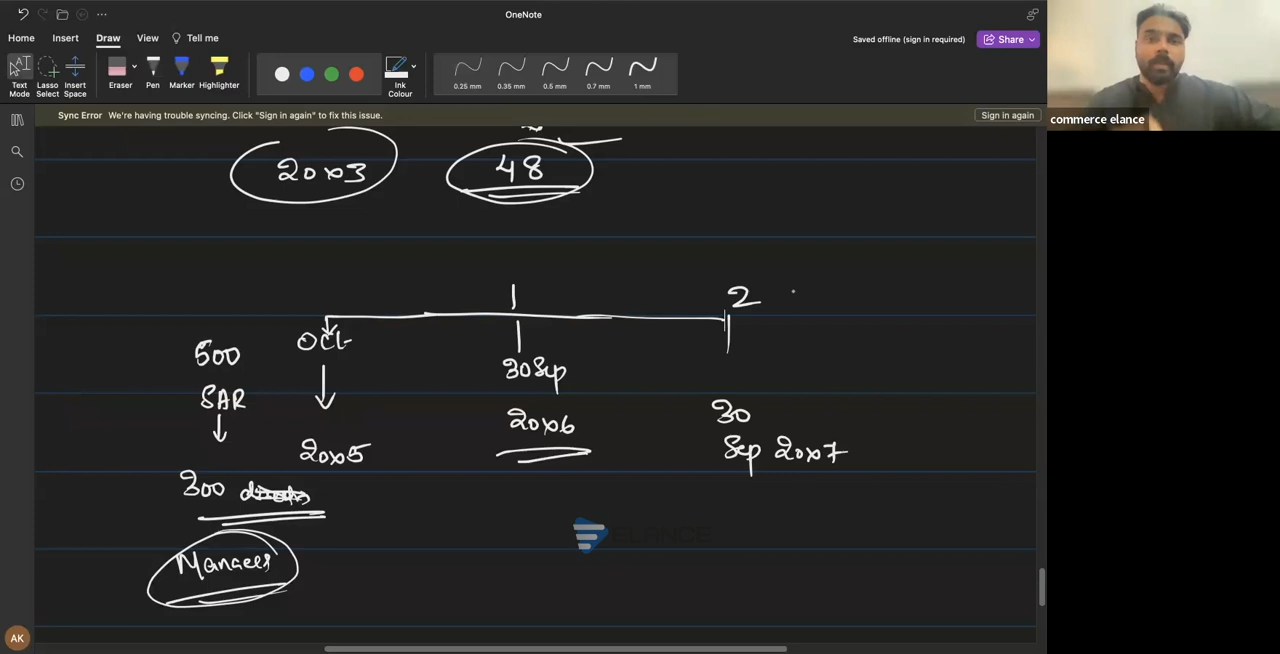 OneNote
Home Insert Draw View Tell me
Saved offline (sign in required) Share
Text Mode
Lasso Select
Insert Space
Eraser
Pen
Marker
Highlighter
Ink Colour
0.25 mm
0.35 mm
0.5 mm
0.7 mm
1 mm
Sync Error We're having trouble syncing. Click "Sign in again" to fix this issue. Sign in again
commerce elance
20x3 48
1 2
500 Oct 30 Sep
SAR 20x6 30
20x5 Sep 20x7
300
ELANCE
AK